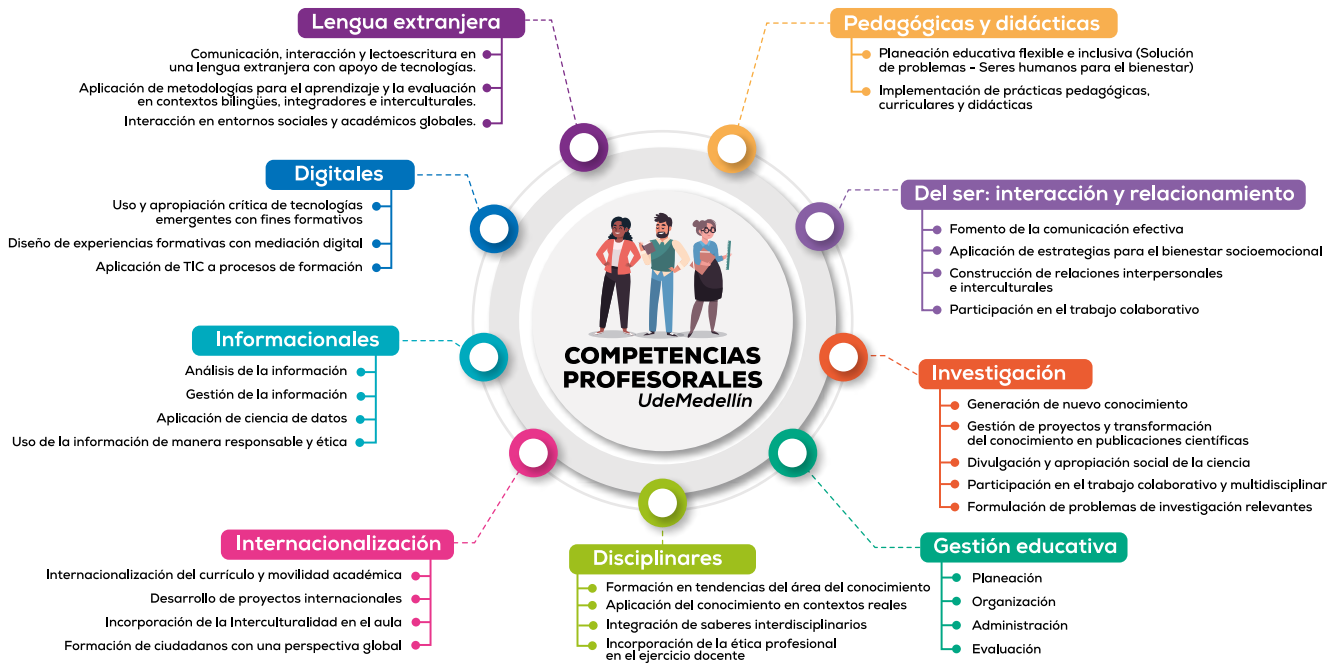 Lengua extranjera
Comunicación, interacción y lectoescritura en
una lengua extranjera con apoyo de tecnologías.
Aplicación de metodologías para el aprendizaje y la evaluación
en contextos bilingües, integradores e interculturales.
Interacción en entornos sociales y académicos globales.
Pedagógicas y didácticas
Planeación educativa flexible e inclusiva (Solución
de problemas - Seres humanos para el bienestar)
Implementación de prácticas pedagógicas,
curriculares y didácticas
Digitales
Uso y apropiación crítica de tecnologías
emergentes con fines formativos
Diseño de experiencias formativas con mediación digital
Aplicación de TIC a procesos de formación
Del ser: interacción y relacionamiento
Fomento de la comunicación efectiva
Aplicación de estrategias para el bienestar socioemocional
Construcción de relaciones interpersonales
e interculturales
Participación en el trabajo colaborativo
COMPETENCIAS
PROFESORALES
UdeMedellín
Informacionales
Análisis de la información
Gestión de la información
Aplicación de ciencia de datos
Uso de la información de manera responsable y ética
Investigación
Generación de nuevo conocimiento
Gestión de proyectos y transformación
del conocimiento en publicaciones científicas
Divulgación y apropiación social de la ciencia
Participación en el trabajo colaborativo y multidisciplinar
Formulación de problemas de investigación relevantes
Internacionalización
Internacionalización del currículo y movilidad académica
Desarrollo de proyectos internacionales
Incorporación de la Interculturalidad en el aula
Formación de ciudadanos con una perspectiva global
Disciplinares
Formación en tendencias del área del conocimiento
Aplicación del conocimiento en contextos reales
Integración de saberes interdisciplinarios
Incorporación de la ética profesional
en el ejercicio docente
Gestión educativa
Planeación
Organización
Administración
Evaluación